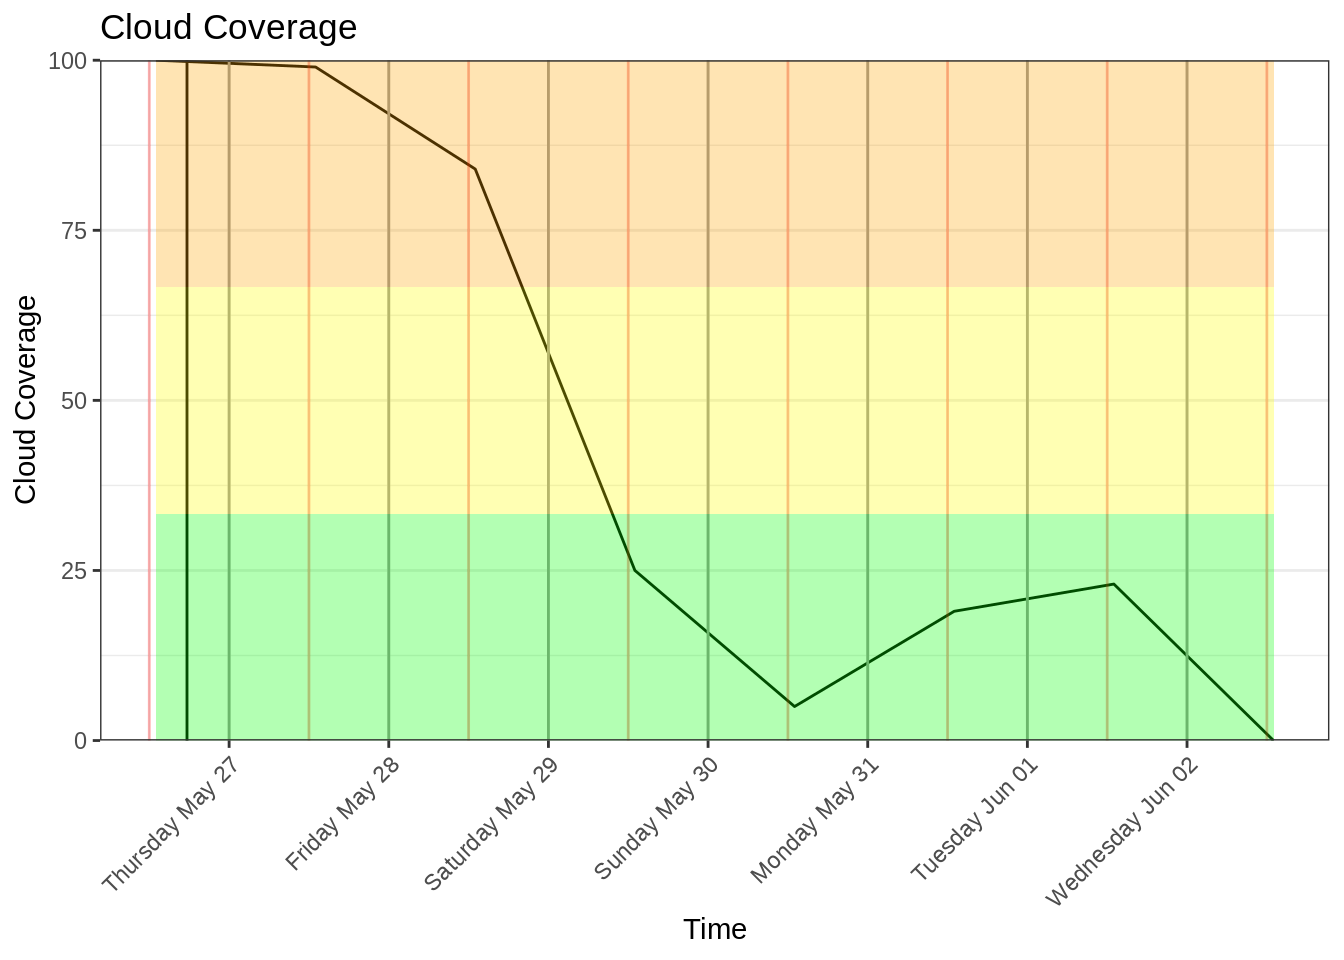 Cloud Coverage
Cloud Coverage
100
75
50
25
0
Thursday May 27
Friday May 28
Saturday May 29
Sunday May 30
Monday May 31
Tuesday Jun 01
Wednesday Jun 02
Time